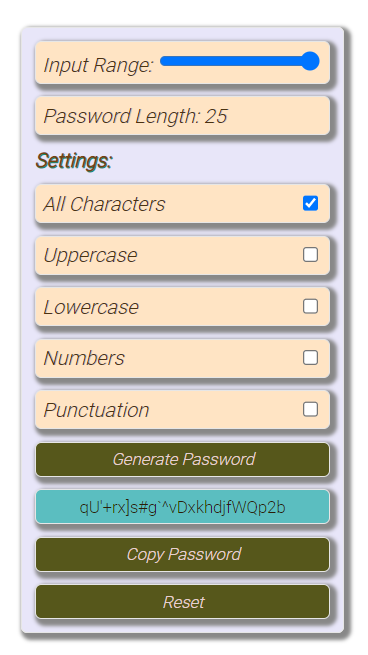 Input Range:
Password Length: 25
Settings:
All Characters
Uppercase
Lowercase
Numbers
Punctuation
Generate Password
qU'+rx]s#g`^vDxkhdjfWQp2b
Copy Password
Reset